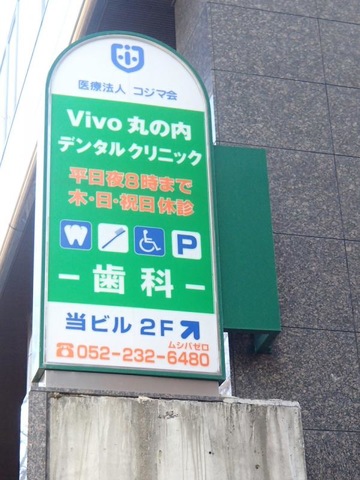 医療法人 コジマ会
Vivo 丸の内
デンタルクリニック
平日夜8時まで
木・日・祝日休診
P
－歯科－
当ビル 2F
ムシバゼロ
052-232-6480